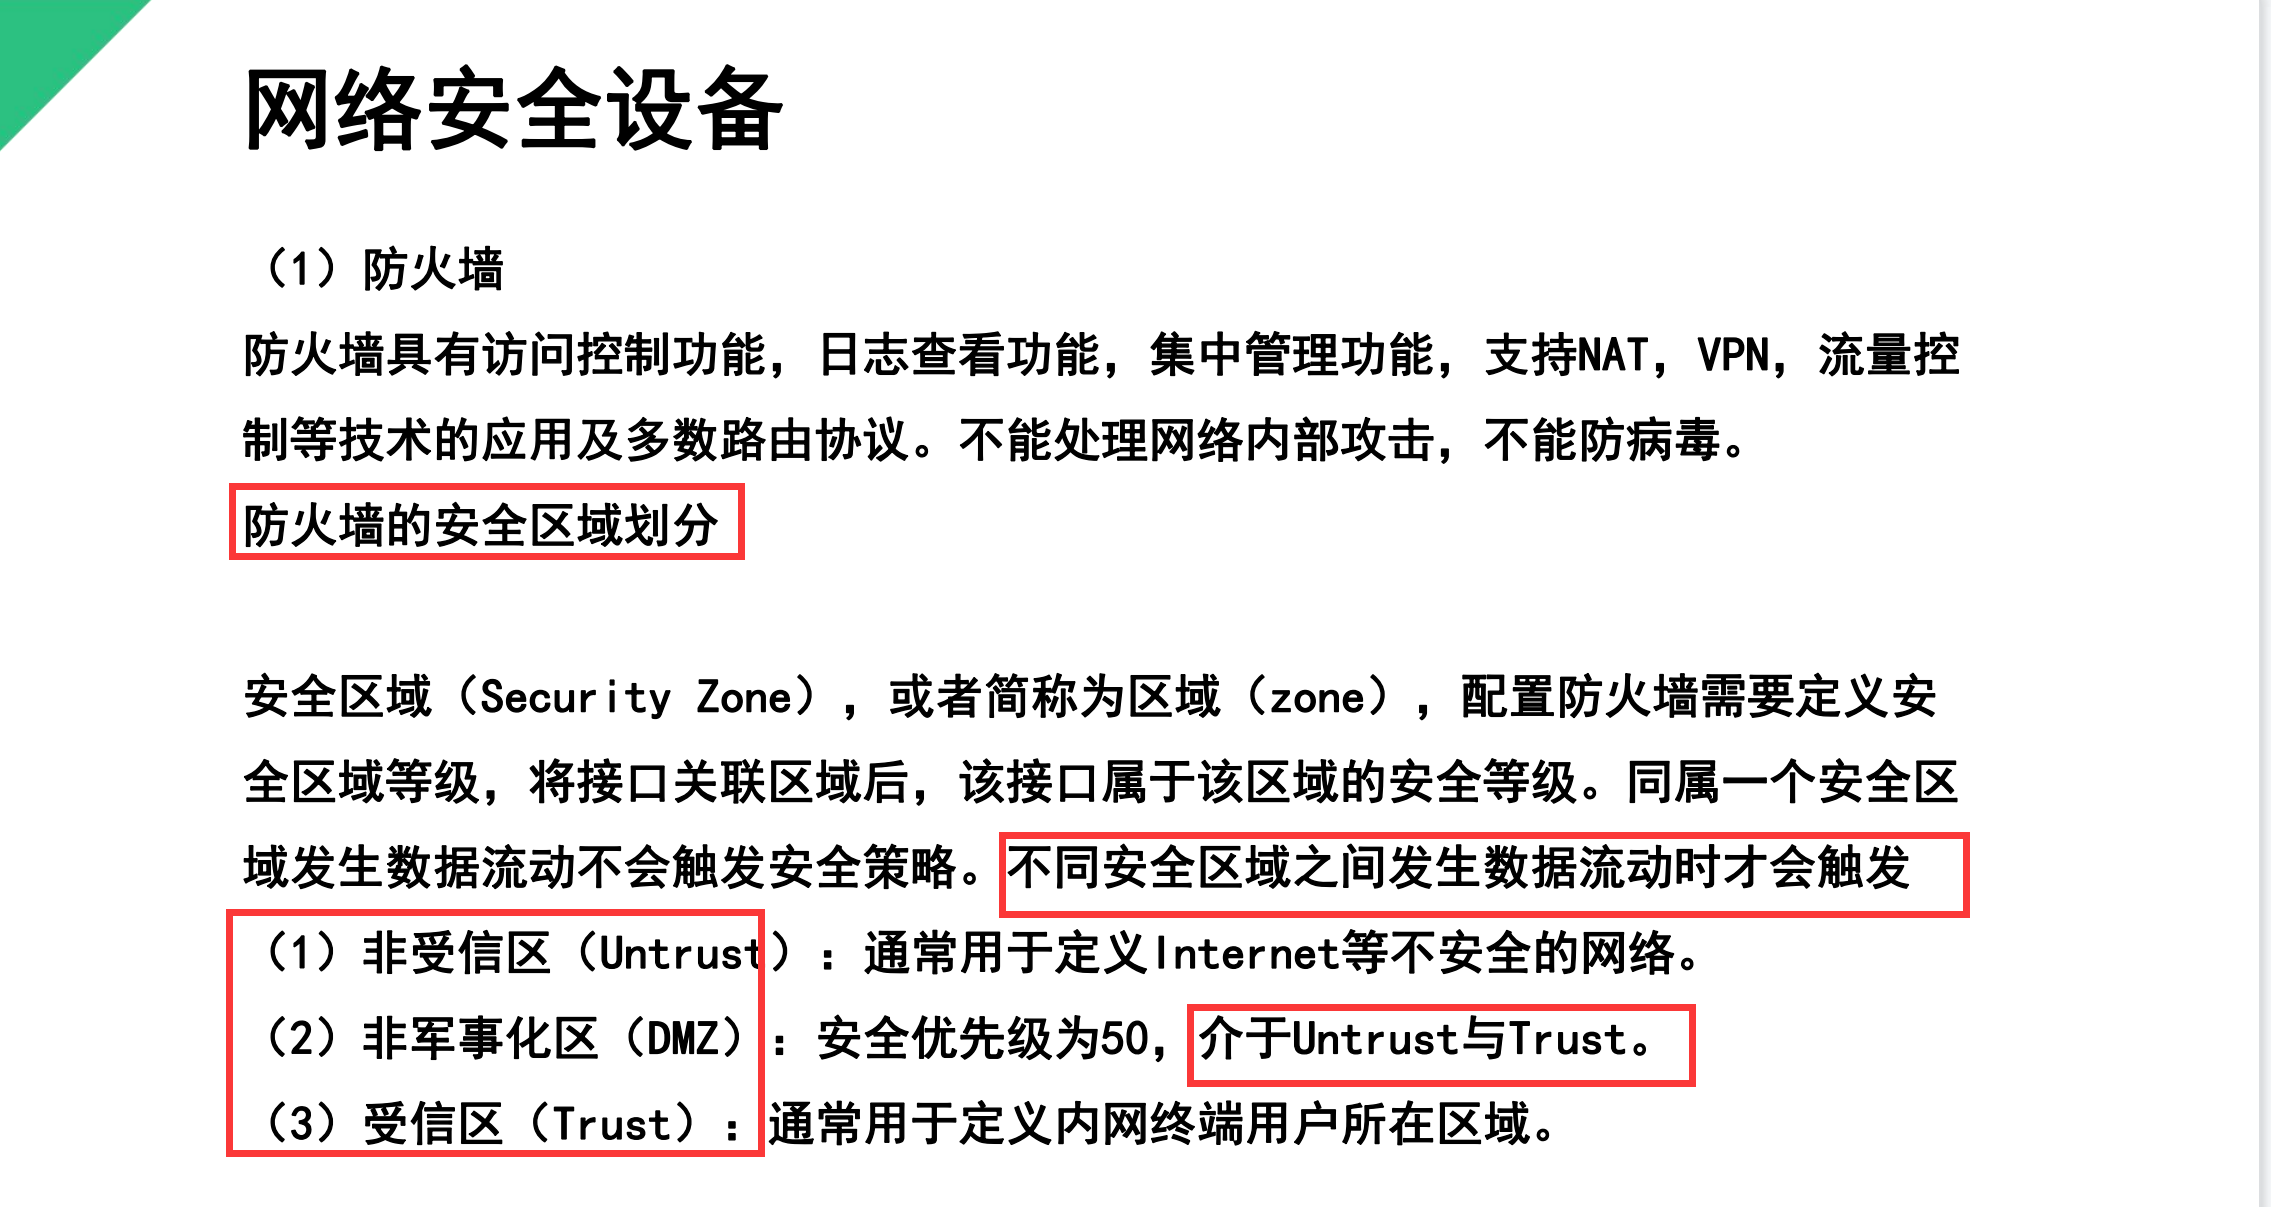 网络安全设备
（1）防火墙
防火墙具有访问控制功能，日志查看功能，集中管理功能，支持NAT，VPN，流量控
制等技术的应用及多数路由协议。不能处理网络内部攻击，不能防病毒。
防火墙的安全区域划分
安全区域（Security Zone），或者简称为区域（zone），配置防火墙需要定义安
全区域等级，将接口关联区域后，该接口属于该区域的安全等级。同属一个安全区
域发生数据流动不会触发安全策略。不同安全区域之间发生数据流动时才会触发
（1）非受信区（Untrust）：通常用于定义Internet等不安全的网络。
（2）非军事化区（DMZ）：安全优先级为50，介于Untrust与Trust。
（3）受信区（Trust）：通常用于定义内网终端用户所在区域。